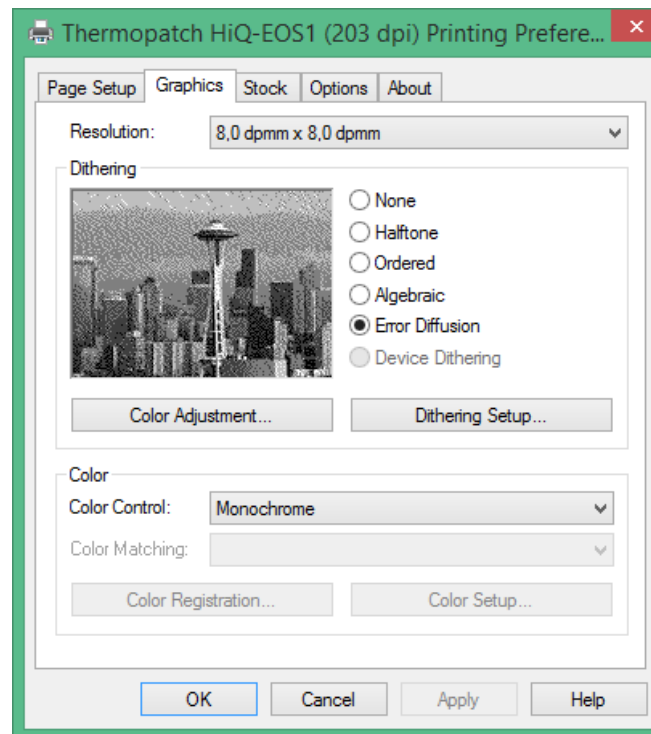 Thermopatch HiQ-EOS1 (203 dpi) Printing Prefere...
Page Setup Graphics Stock Options About
Resolution: 8,0 dpmm x 8,0 dpmm
Dithering
None
Halftone
Ordered
Algebraic
Error Diffusion
Device Dithering
Color Adjustment... Dithering Setup...
Color
Color Control: Monochrome
Color Matching:
Color Registration... Color Setup...
OK Cancel Apply Help